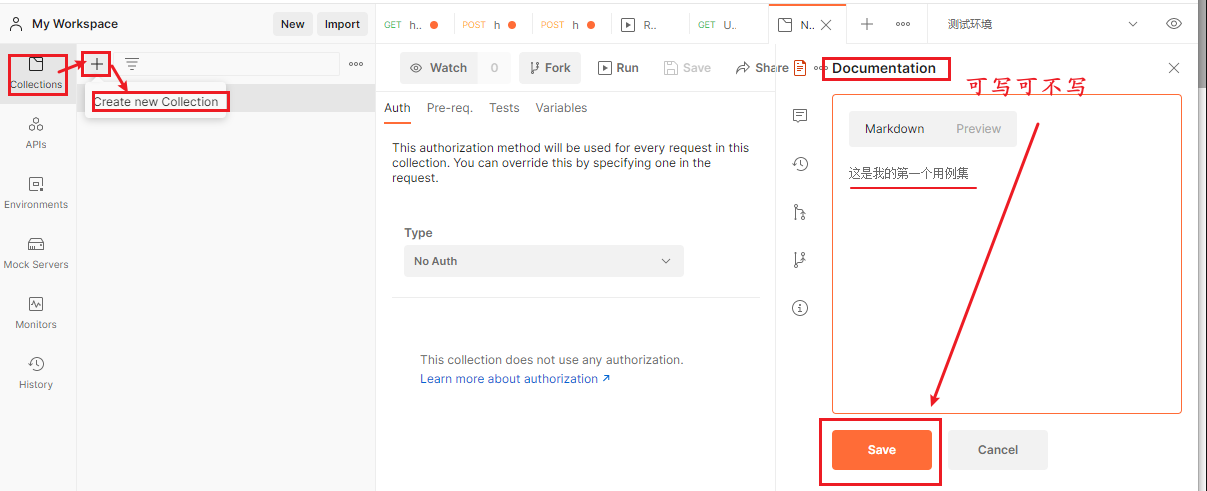 My Workspace
New
Import
GET h..
POST h
POST h
R..
GET U..
N..
测试环境
Collections
Create new Collection
APIs
Environments
Mock Servers
Monitors
History
Watch
0
Fork
Run
Save
Share
Auth
Pre-req.
Tests
Variables
This authorization method will be used for every request in this
collection. You can override this by specifying one in the
request.
Type
No Auth
This collection does not use any authorization.
Learn more about authorization ↗
Documentation
可写可不写
Markdown
Preview
这是我的第一个用例集
Save
Cancel